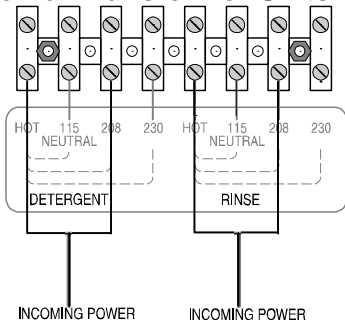 HOT 115 208 230 HOT 115 208 230
NEUTRAL NEUTRAL
DETERGENT RINSE
INCOMING POWER INCOMING POWER